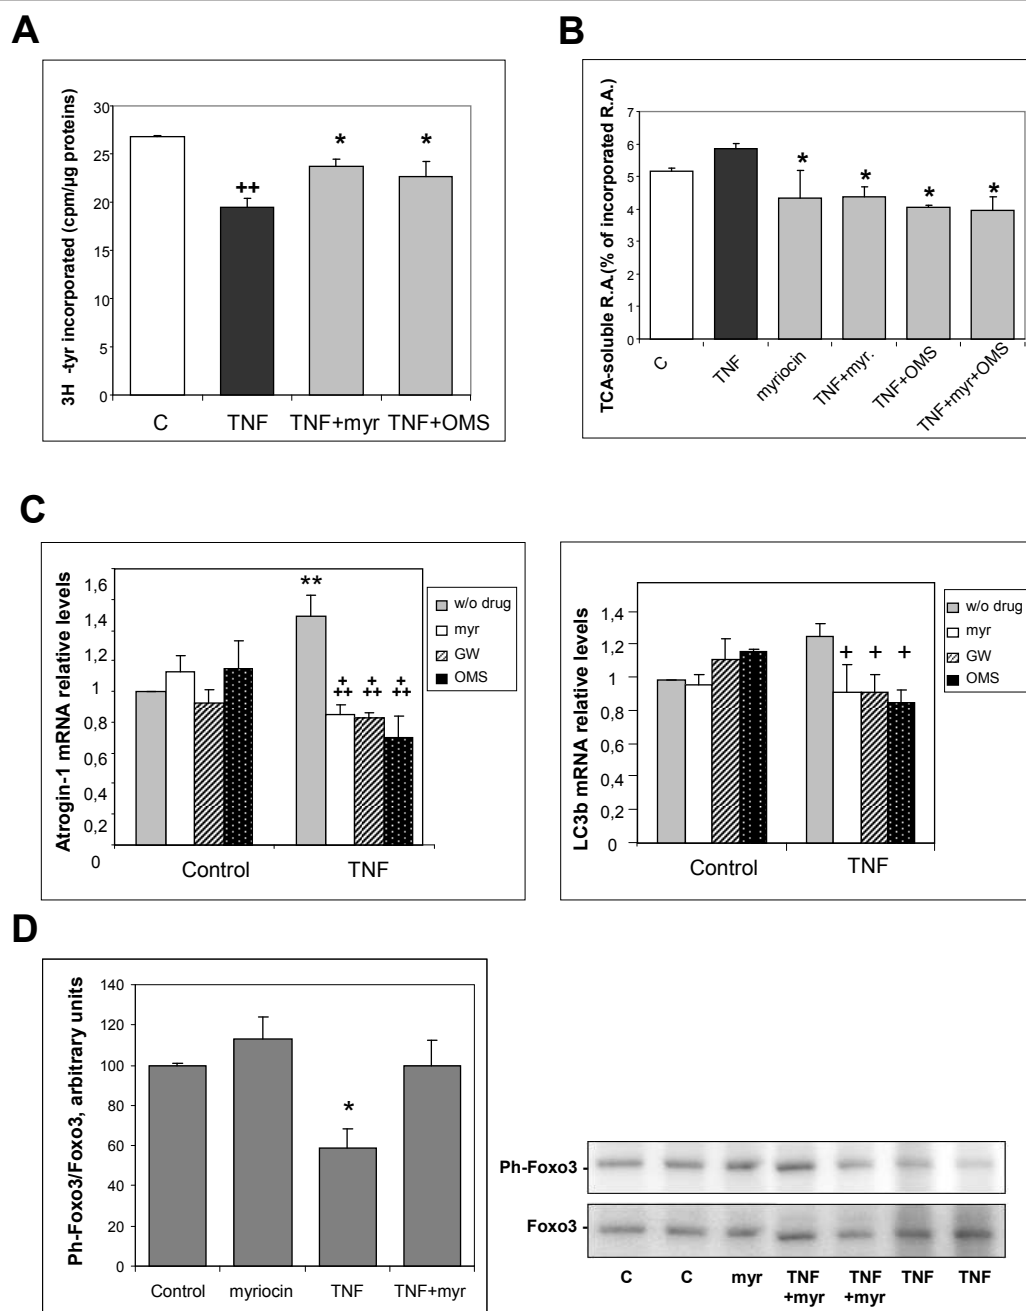 A
3H -tyr incorporated (cpm/µg proteins)
30
25
20
15
10
5
0
++
*
*
C TNF TNF+myr TNF+OMS
B
TCA-soluble R.A.(% of incorporated R.A.)
7
6
5
4
3
2
1
0
*
*
*
*
C
TNF
myriocin
TNF+myr.
TNF+OMS
TNF+myr+OMS
C
Atrogin-1 mRNA relative levels
1,6
1,4
1,2
1
0,8
0,6
0,4
0,2
0
**
+ + +
++ ++ ++
Control TNF
w/o drug
myr
GW
OMS
LC3b mRNA relative levels
1,4
1,2
1
0,8
0,6
0,4
0,2
0
+ + +
Control TNF
w/o drug
myr
GW
OMS
D
Ph-Foxo3/Foxo3, arbitrary units
140
120
100
80
60
40
20
0
*
Control myriocin TNF TNF+myr
Ph-Foxo3 -
Foxo3 -
C C myr TNF TNF TNF TNF
+myr +myr